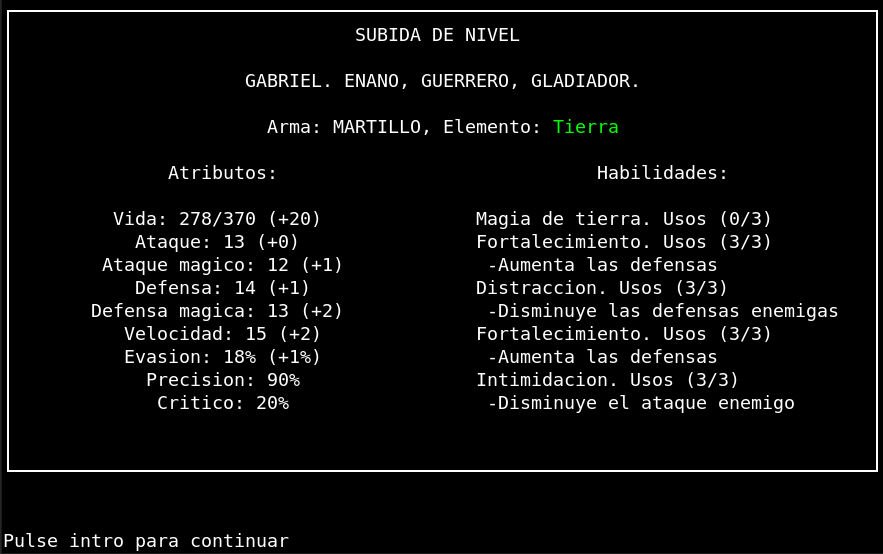 SUBIDA DE NIVEL
GABRIEL. ENANO, GUERRERO, GLADIADOR.
Arma: MARTILLO, Elemento: Tierra
Atributos:
Vida: 278/370 (+20)
Ataque: 13 (+0)
Ataque magico: 12 (+1)
Defensa: 14 (+1)
Defensa magica: 13 (+2)
Velocidad: 15 (+2)
Evasion: 18% (+1%)
Precision: 90%
Critico: 20%
Habilidades:
Magia de tierra. Usos (0/3)
Fortalecimiento. Usos (3/3)
-Aumenta las defensas
Distraccion. Usos (3/3)
-Disminuye las defensas enemigas
Fortalecimiento. Usos (3/3)
-Aumenta las defensas
Intimidacion. Usos (3/3)
-Disminuye el ataque enemigo
Pulse intro para continuar